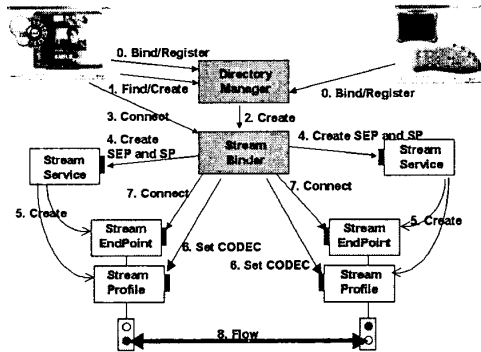 0. Bind/Register
Directory
Manager
1. Find/Create
0. Bind/Register
3. Connect
2. Create
4. Create
SEP and SP
Stream
Binder
4. Create SEP and SP
Stream
Service
Stream
Service
7. Connect
7. Connect
5. Create
5. Create
Stream
EndPoint
Stream
EndPoint
6. Set CODEC
6. Set CODEC
Stream
Profile
Stream
Profile
8. Flow